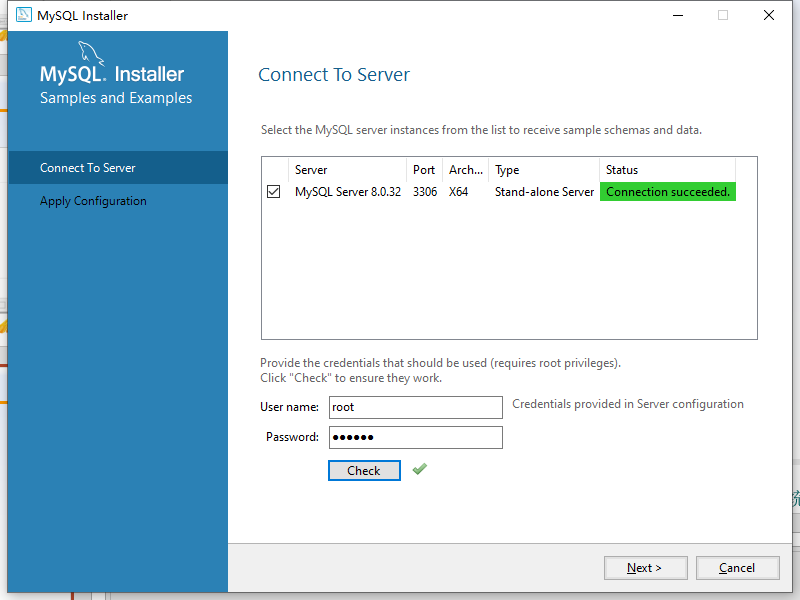 MySQL Installer
MySQL. Installer
Samples and Examples
Connect To Server
Apply Configuration
Connect To Server
Select the MySQL server instances from the list to receive sample schemas and data.
Server Port Arch... Type Status
MySQL Server 8.0.32 3306 X64 Stand-alone Server Connection succeeded.
Provide the credentials that should be used (requires root privileges).
Click "Check" to ensure they work.
User name: root Credentials provided in Server configuration
Password: ●●●●●●
Check
Next >
Cancel